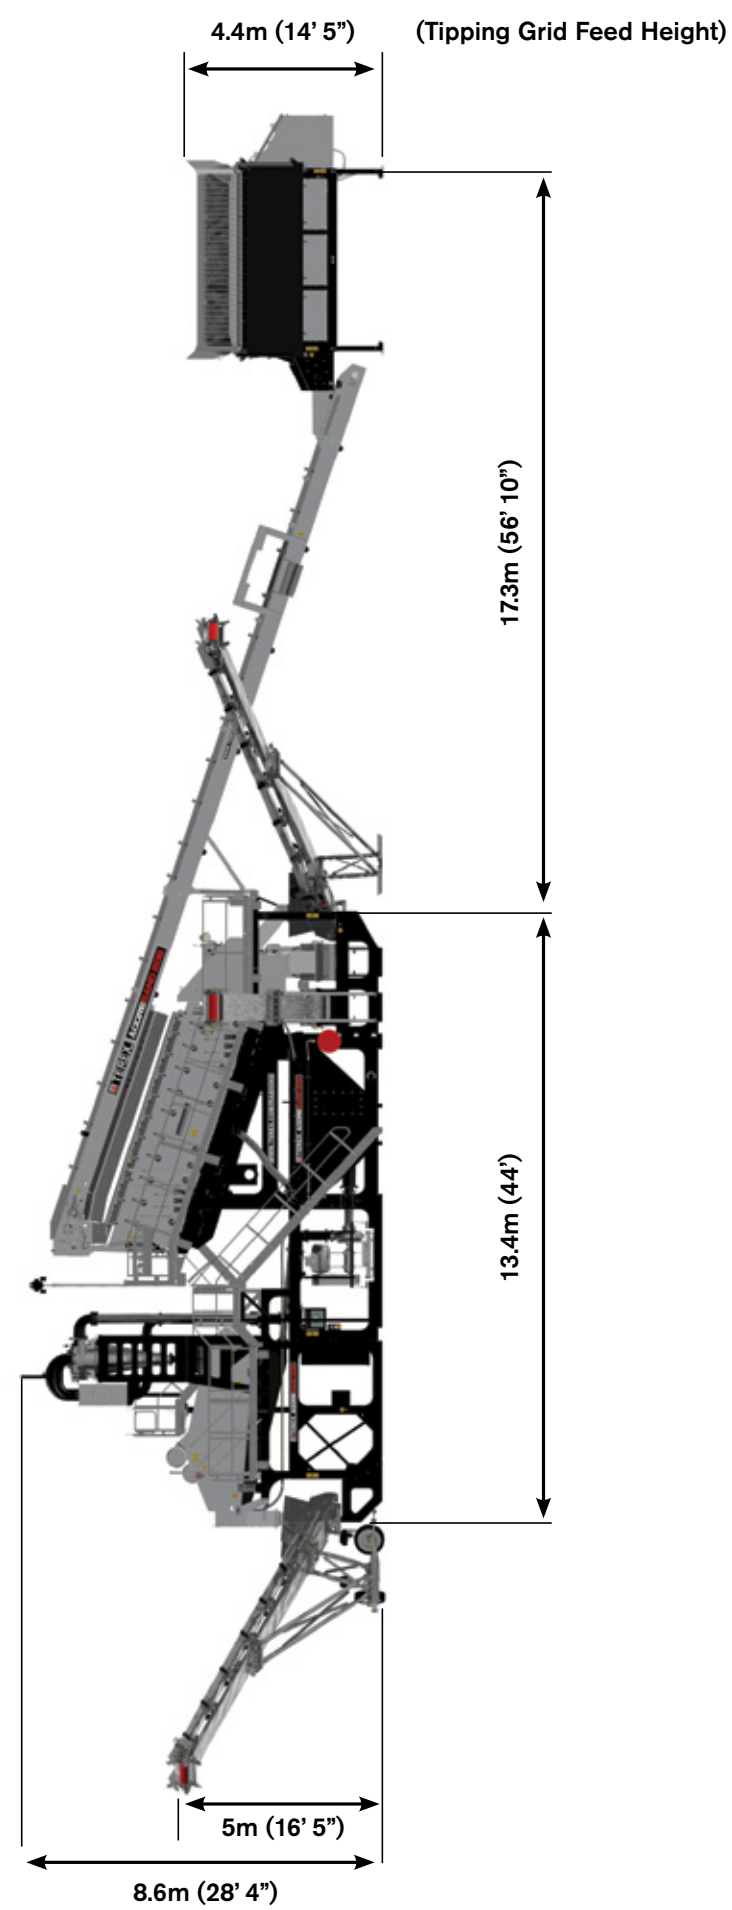 4.4m (14’ 5”)
(Tipping Grid Feed Height)
17.3m (56’ 10”)
TEREX
13.4m (44’)
5m (16’ 5”)
8.6m (28’ 4”)